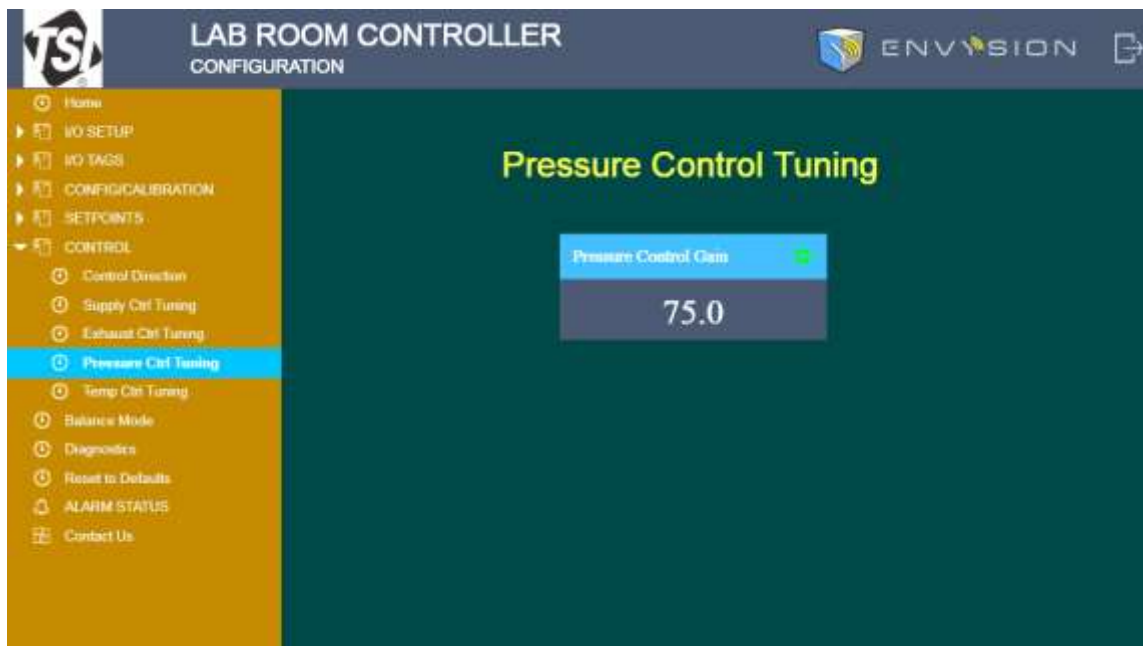 TSI
LAB ROOM CONTROLLER
CONFIGURATION
ENVYSION
Home
I/O SETUP
I/O TAGS
CONFIG/CALIBRATION
SETPOINTS
CONTROL
Control Direction
Supply Ctrl Tuning
Exhaust Ctrl Tuning
Pressure Ctrl Tuning
Temp Ctrl Tuning
Balance Mode
Diagnostics
Reset to Defaults
ALARM STATUS
Contact Us
Pressure Control Tuning
Pressure Control Gain
75.0